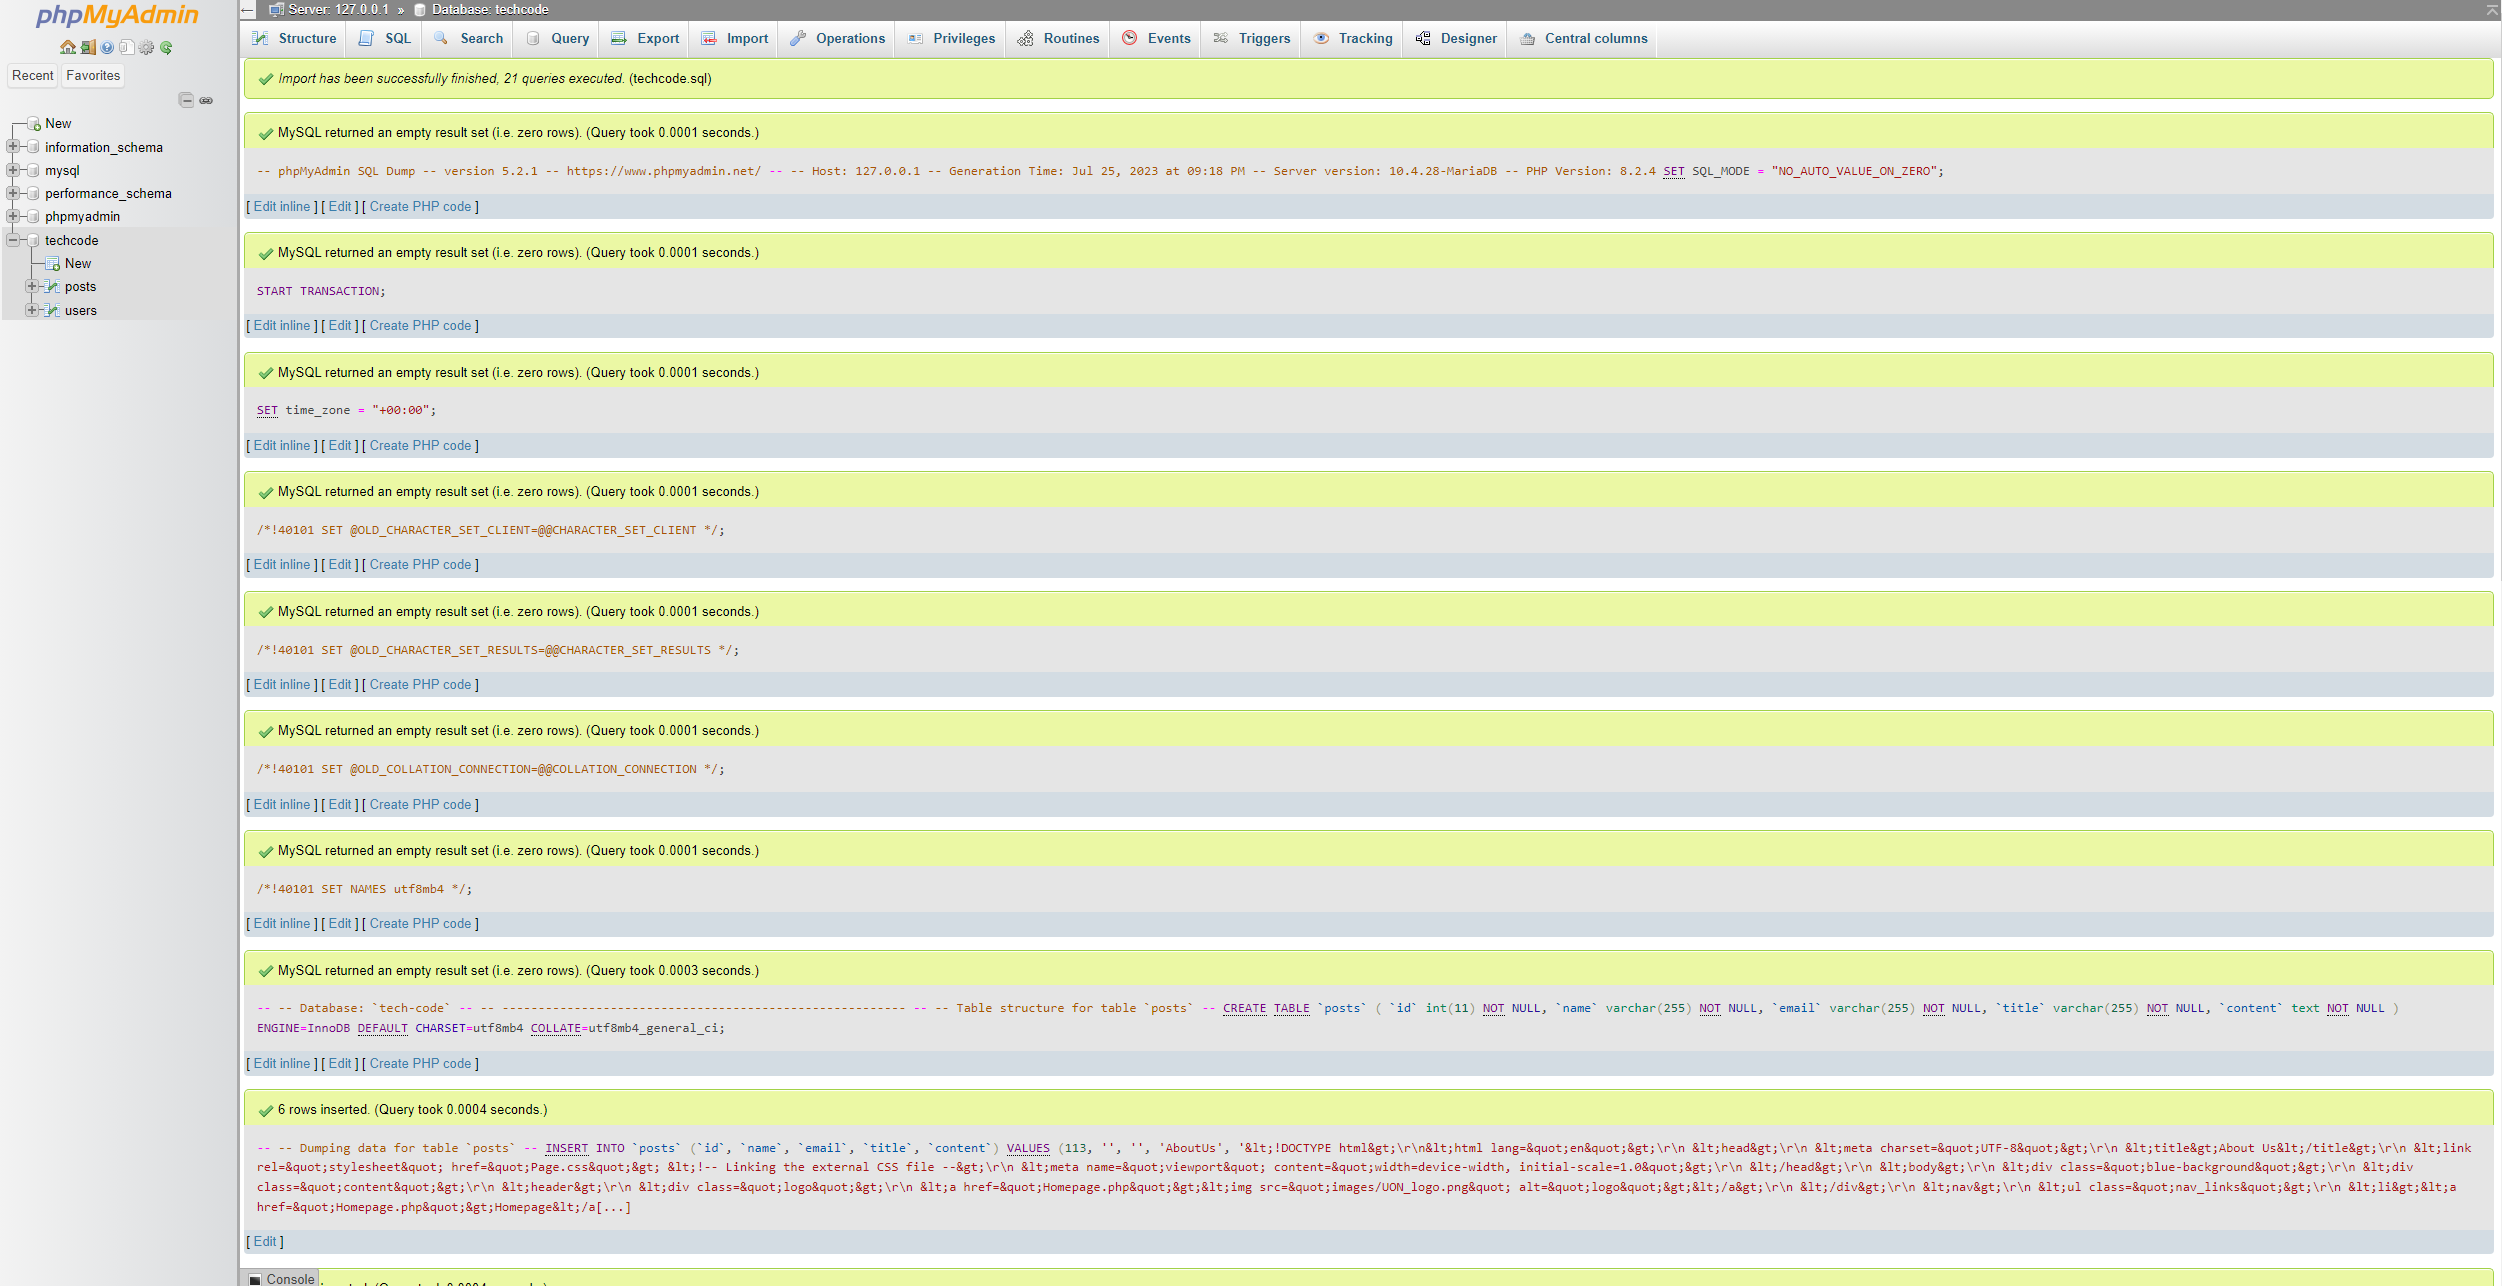 phpMyAdmin
Recent Favorites
New
information_schema
mysql
performance_schema
phpmyadmin
techcode
New
posts
users
Server: 127.0.0.1 » Database: techcode
Structure SQL Search Query Export Import Operations Privileges Routines Events Triggers Tracking Designer Central columns
Import has been successfully finished, 21 queries executed. (techcode.sql)
MySQL returned an empty result set (i.e. zero rows). (Query took 0.0001 seconds.)
-- phpMyAdmin SQL Dump -- version 5.2.1 -- https://www.phpmyadmin.net/ -- -- Host: 127.0.0.1 -- Generation Time: Jul 25, 2023 at 09:18 PM -- Server version: 10.4.28-MariaDB -- PHP Version: 8.2.4 SET SQL_MODE = "NO_AUTO_VALUE_ON_ZERO";
[ Edit inline ] [ Edit ] [ Create PHP code ]
MySQL returned an empty result set (i.e. zero rows). (Query took 0.0001 seconds.)
START TRANSACTION;
[ Edit inline ] [ Edit ] [ Create PHP code ]
MySQL returned an empty result set (i.e. zero rows). (Query took 0.0001 seconds.)
SET time_zone = "+00:00";
[ Edit inline ] [ Edit ] [ Create PHP code ]
MySQL returned an empty result set (i.e. zero rows). (Query took 0.0001 seconds.)
/*!40101 SET @OLD_CHARACTER_SET_CLIENT=@@CHARACTER_SET_CLIENT */;
[ Edit inline ] [ Edit ] [ Create PHP code ]
MySQL returned an empty result set (i.e. zero rows). (Query took 0.0001 seconds.)
/*!40101 SET @OLD_CHARACTER_SET_RESULTS=@@CHARACTER_SET_RESULTS */;
[ Edit inline ] [ Edit ] [ Create PHP code ]
MySQL returned an empty result set (i.e. zero rows). (Query took 0.0001 seconds.)
/*!40101 SET @OLD_COLLATION_CONNECTION=@@COLLATION_CONNECTION */;
[ Edit inline ] [ Edit ] [ Create PHP code ]
MySQL returned an empty result set (i.e. zero rows). (Query took 0.0001 seconds.)
/*!40101 SET NAMES utf8mb4 */;
[ Edit inline ] [ Edit ] [ Create PHP code ]
MySQL returned an empty result set (i.e. zero rows). (Query took 0.0003 seconds.)
-- -- Database: `tech-code` -- -- -------------------------------------------------------- -- -- Table structure for table `posts` -- CREATE TABLE `posts` ( `id` int(11) NOT NULL, `name` varchar(255) NOT NULL, `email` varchar(255) NOT NULL, `title` varchar(255) NOT NULL, `content` text NOT NULL )
ENGINE=InnoDB DEFAULT CHARSET=utf8mb4 COLLATE=utf8mb4_general_ci;
[ Edit inline ] [ Edit ] [ Create PHP code ]
6 rows inserted. (Query took 0.0004 seconds.)
-- -- Dumping data for table `posts` -- INSERT INTO `posts` (`id`, `name`, `email`, `title`, `content`) VALUES (113, '', '', 'AboutUs', '&lt;!DOCTYPE html&gt;\r\n&lt;html lang=&quot;en&quot;&gt;\r\n &lt;head&gt;\r\n &lt;meta charset=&quot;UTF-8&quot;&gt;\r\n &lt;title&gt;About Us&lt;/title&gt;\r\n &lt;link
rel=&quot;stylesheet&quot; href=&quot;Page.css&quot;&gt; &lt;!-- Linking the external CSS file --&gt;\r\n &lt;meta name=&quot;viewport&quot; content=&quot;width=device-width, initial-scale=1.0&quot;&gt;\r\n &lt;/head&gt;\r\n &lt;body&gt;\r\n &lt;div class=&quot;blue-background&quot;&gt;\r\n &lt;div
class=&quot;content&quot;&gt;\r\n &lt;header&gt;\r\n &lt;div class=&quot;logo&quot;&gt;\r\n &lt;a href=&quot;Homepage.php&quot;&gt;&lt;img src=&quot;images/UON_logo.png&quot; alt=&quot;logo&quot;&gt;&lt;/a&gt;\r\n &lt;/div&gt;\r\n &lt;nav&gt;\r\n &lt;ul class=&quot;nav_links&quot;&gt;\r\n &lt;li&gt;&lt;a
href=&quot;Homepage.php&quot;&gt;Homepage&lt;/a[...]
[ Edit ]
Console